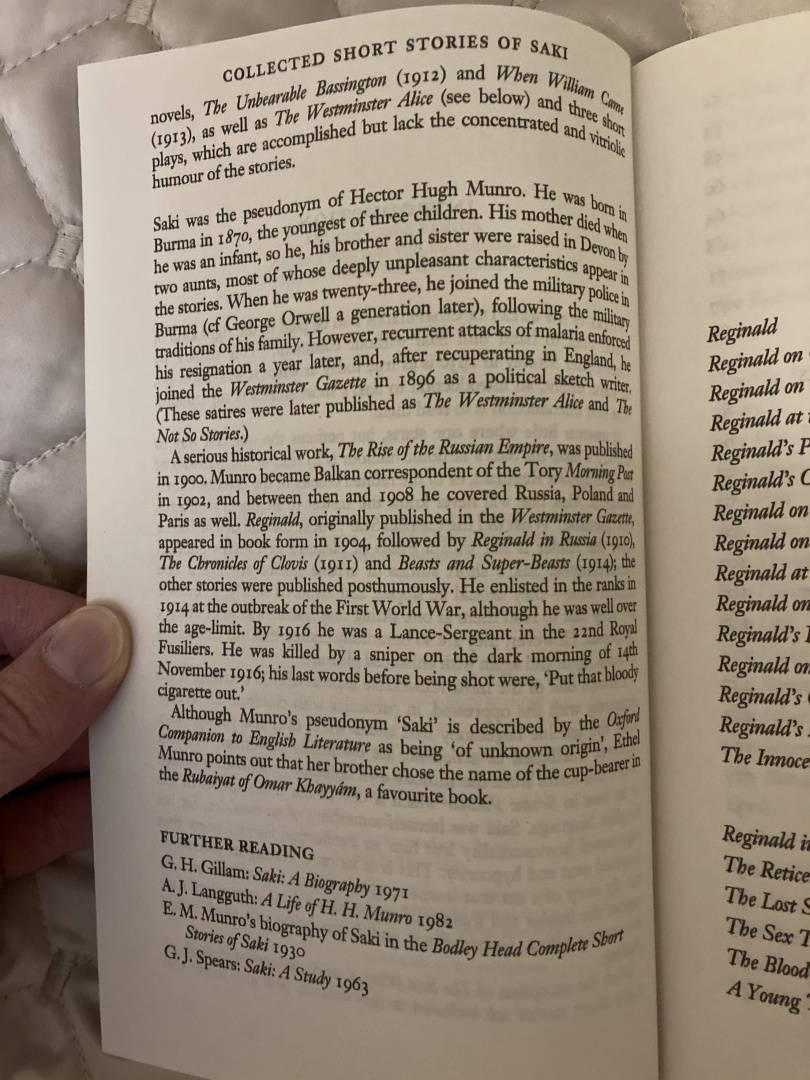 COLLECTED SHORT STORIES OF SAKI
novels, The Unbearable Bassington (1912) and When William Came
(1913), as well as The Westminster Alice (see below) and three short
plays, which are accomplished but lack the concentrated and vitriolic
humour of the stories.
Saki was the pseudonym of Hector Hugh Munro. He was born in
Burma in 1870, the youngest of three children. His mother died when
he was an infant, so he, his brother and sister were raised in Devon by
two aunts, most of whose deeply unpleasant characteristics appear in
the stories. When he was twenty-three, he joined the military police in
Burma (cf George Orwell a generation later), following the military
traditions of his family. However, recurrent attacks of malaria enforced
his resignation a year later, and, after recuperating in England, he
joined the Westminster Gazette in 1896 as a political sketch writer.
(These satires were later published as The Westminster Alice and The
Not So Stories.)
A serious historical work, The Rise of the Russian Empire, was published
in 1900. Munro became Balkan correspondent of the Tory Morning Post
in 1902, and between then and 1908 he covered Russia, Poland and
Paris as well. Reginald, originally published in the Westminster Gazette,
appeared in book form in 1904, followed by Reginald in Russia (1910),
The Chronicles of Clovis (1911) and Beasts and Super-Beasts (1914); the
other stories were published posthumously. He enlisted in the ranks in
1914 at the outbreak of the First World War, although he was well over
the age-limit. By 1916 he was a Lance-Sergeant in the 22nd Royal
Fusiliers. He was killed by a sniper on the dark morning of 14th
November 1916; his last words before being shot were, ‘Put that bloody
cigarette out.’
Although Munro’s pseudonym ‘Saki’ is described by the Oxford
Companion to English Literature as being ‘of unknown origin’, Ethel
Munro points out that her brother chose the name of the cup-bearer in
the Rubaiyat of Omar Khayyám, a favourite book.
FURTHER READING
G. H. Gillam: Saki: A Biography 1971
A. J. Langguth: A Life of H. H. Munro 1982
E. M. Munro’s biography of Saki in the Bodley Head Complete Short
Stories of Saki 1930
G. J. Spears: Saki: A Study 1963
Reginald
Reginald on
Reginald on
Reginald at
Reginald’s
Reginald’s
Reginald on
Reginald on
Reginald at
Reginald on
Reginald’s
Reginald on
Reginald’s
Reginald’s
The
Reginald
The
The Lost
The Sex
The Blood
A Young